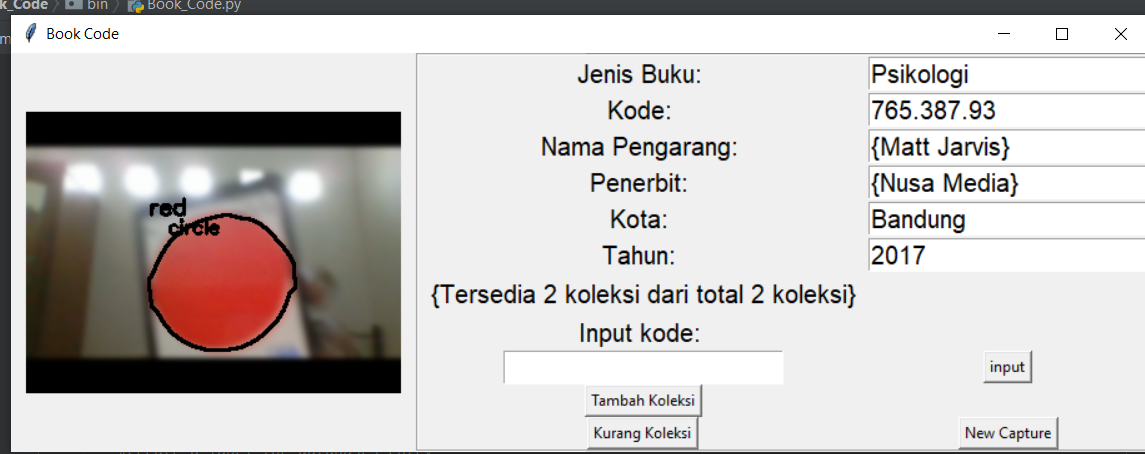 k_Code bin Book_Code.py
Book Code
red
circle
Jenis Buku: Psikologi
Kode: 765.387.93
Nama Pengarang: {Matt Jarvis}
Penerbit: {Nusa Media}
Kota: Bandung
Tahun: 2017
{Tersedia 2 koleksi dari total 2 koleksi}
Input kode:
input
Tambah Koleksi
Kurang Koleksi New Capture